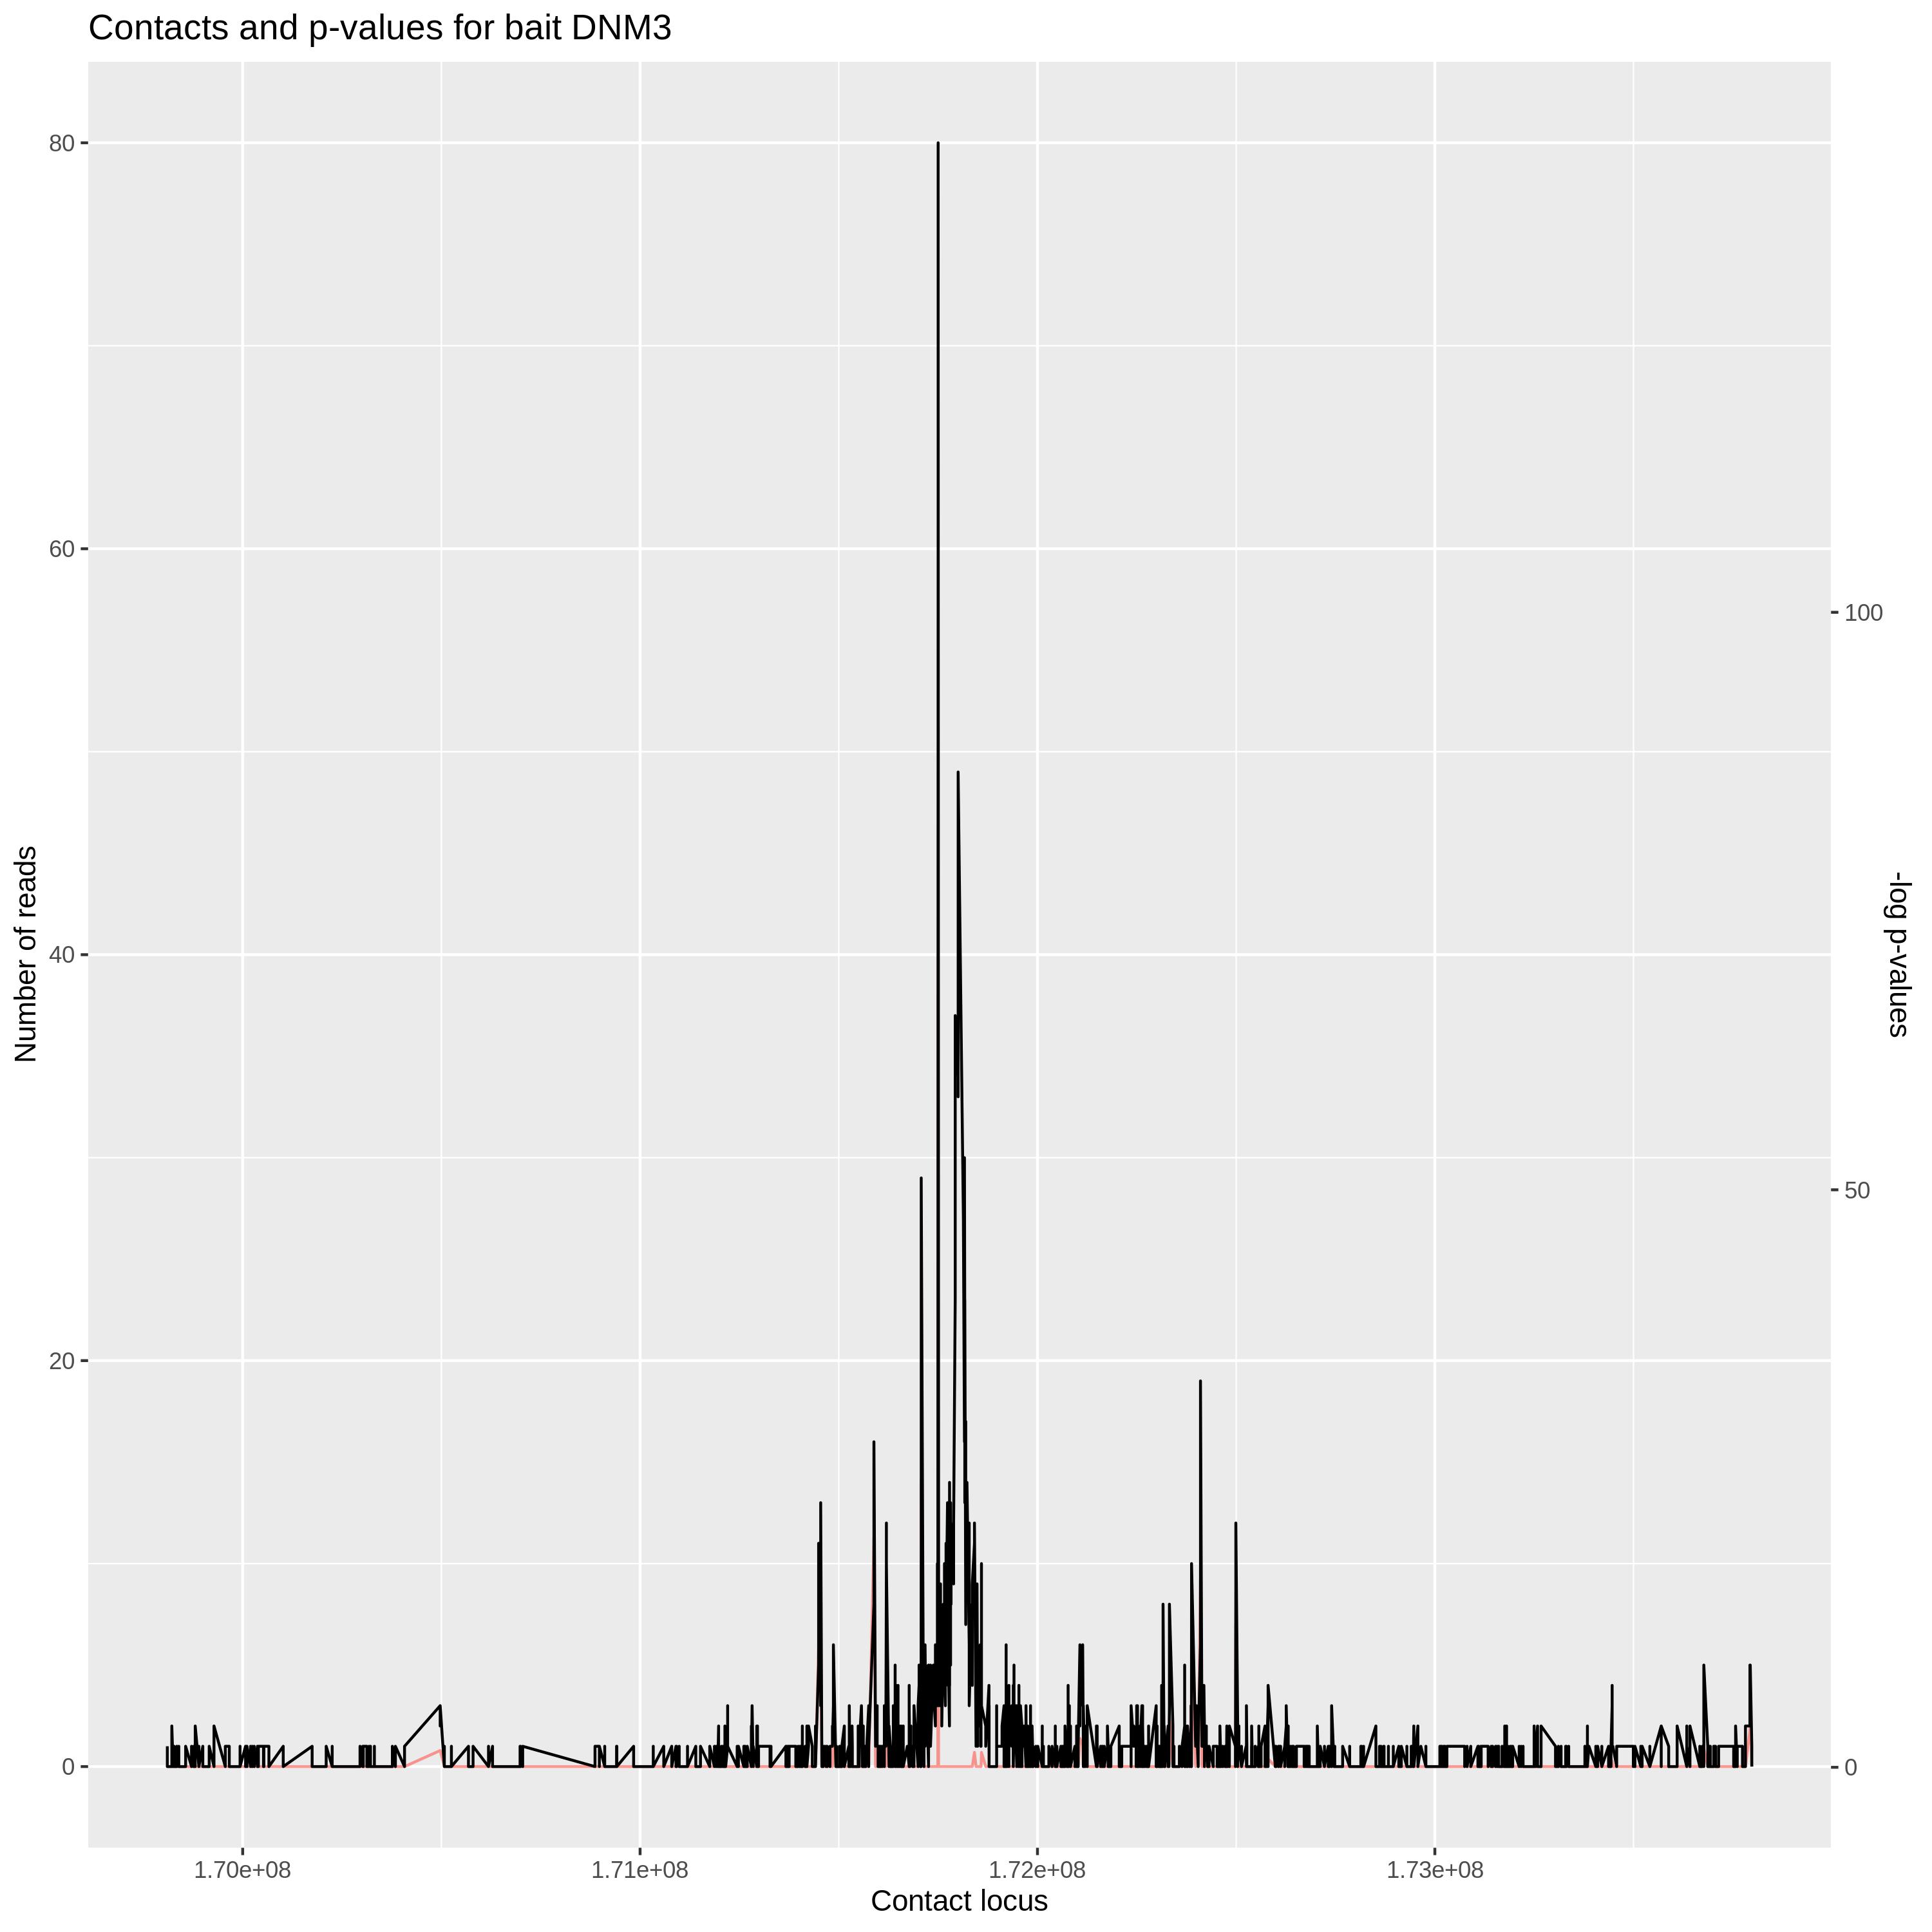 Contacts and p-values for bait DNM3
80
60
40
20
0
Number of reads
100
50
0
-log p-values
1.70e+08
1.71e+08
1.72e+08
1.73e+08
Contact locus